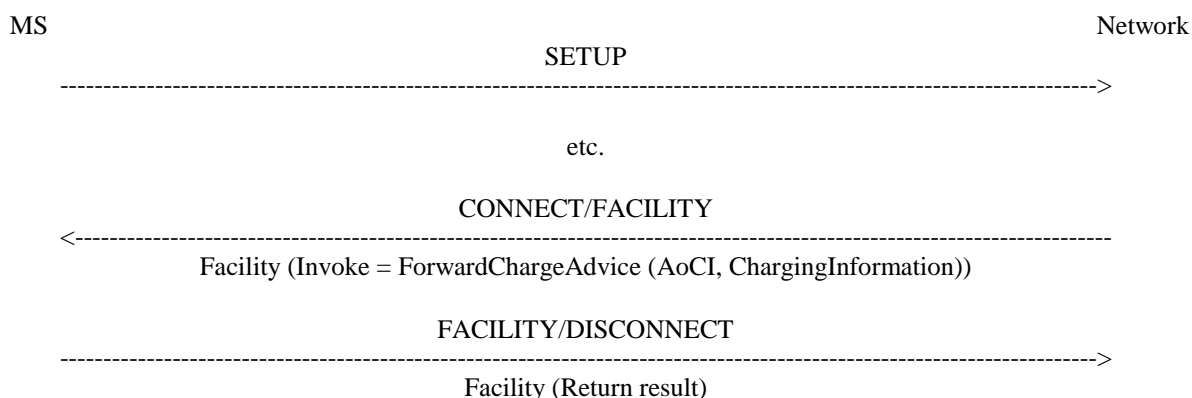 MS Network
SETUP
------------------------------------------------------------------------------------------------------------------------>
etc.
CONNECT/FACILITY
<------------------------------------------------------------------------------------------------------------------------
Facility (Invoke = ForwardChargeAdvice (AoCI, ChargingInformation))
FACILITY/DISCONNECT
------------------------------------------------------------------------------------------------------------------------>
Facility (Return result)